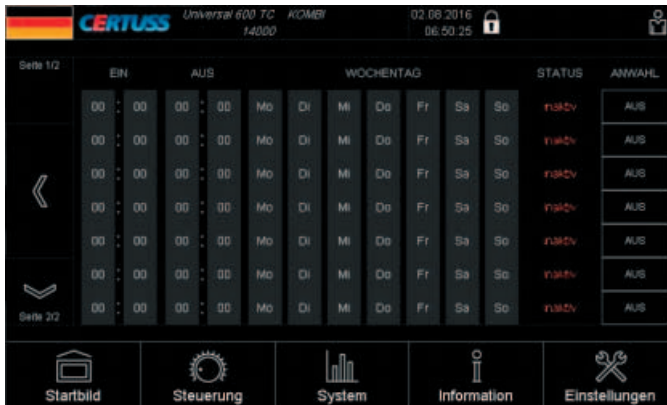 CERTUSS Universal 600 TC KOMBI 02.08.2016
14000 06:50:25
Seite 1/2 EIN AUS WOCHENTAG STATUS ANWAHL
00 : 00 00 : 00 Mo Di Mi Do Fr Sa So inaktiv AUS
00 : 00 00 : 00 Mo Di Mi Do Fr Sa So inaktiv AUS
00 : 00 00 : 00 Mo Di Mi Do Fr Sa So inaktiv AUS
00 : 00 00 : 00 Mo Di Mi Do Fr Sa So inaktiv AUS
00 : 00 00 : 00 Mo Di Mi Do Fr Sa So inaktiv AUS
00 : 00 00 : 00 Mo Di Mi Do Fr Sa So inaktiv AUS
00 : 00 00 : 00 Mo Di Mi Do Fr Sa So inaktiv AUS
Seite 2/2
Startbild Steuerung System Information Einstellungen